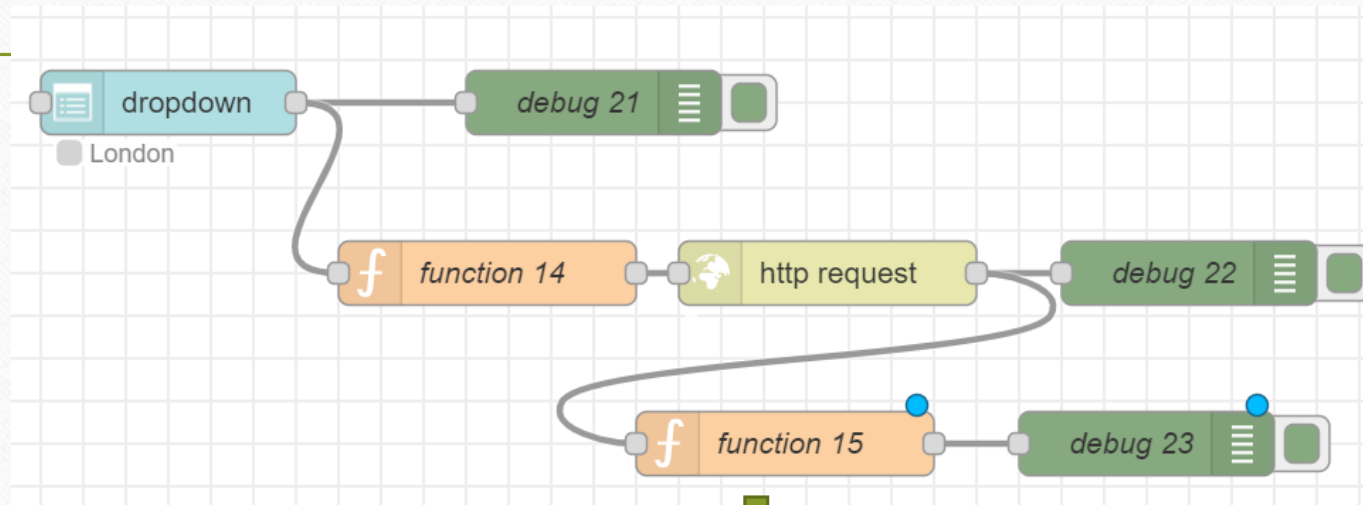 dropdown
debug 21
London
function 14
http request
debug 22
function 15
debug 23